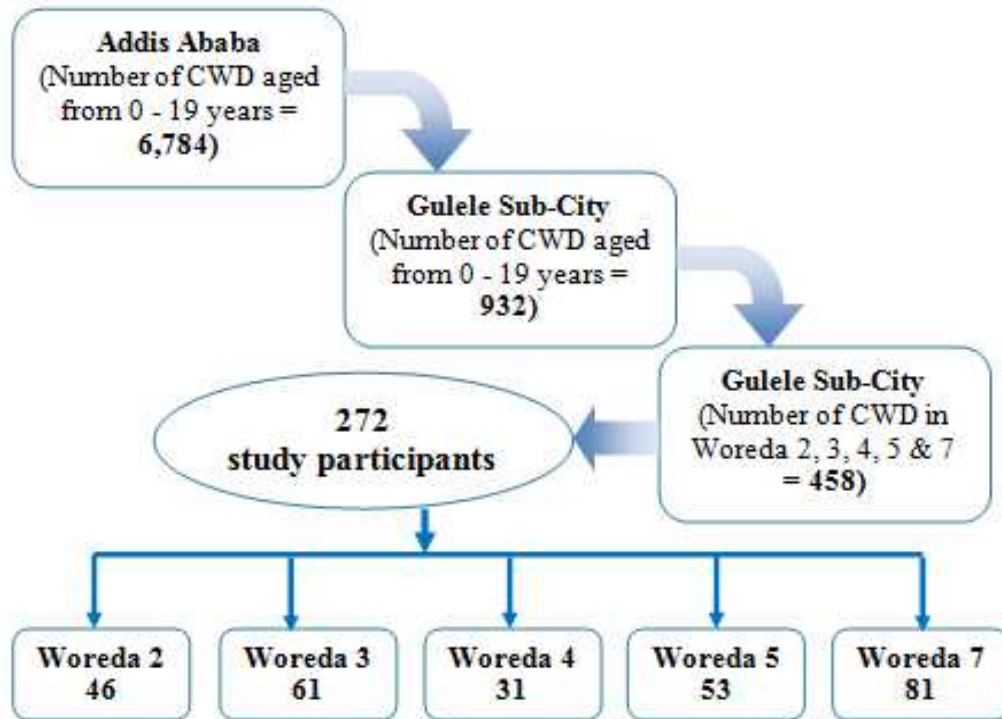 Addis Ababa
(Number of CWD aged
from 0 - 19 years =
6,784)
Gulele Sub-City
(Number of CWD aged
from 0 - 19 years =
932)
Gulele Sub-City
(Number of CWD in
Woreda 2, 3, 4, 5 & 7
= 458)
272
study participants
Woreda 2
46
Woreda 3
61
Woreda 4
31
Woreda 5
53
Woreda 7
81